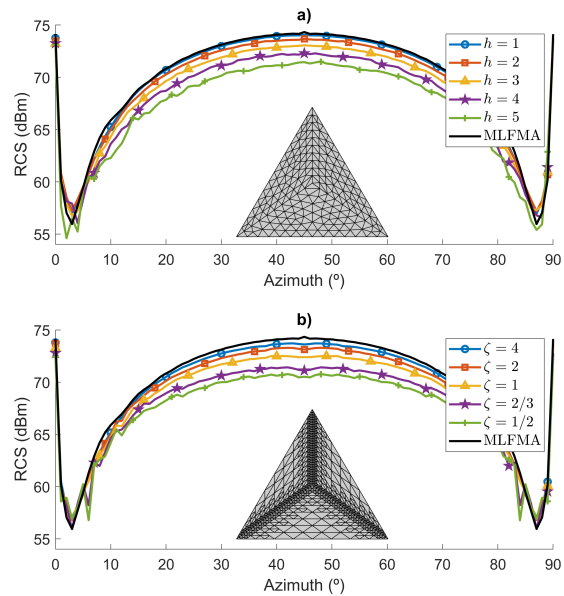 a)
75
70
65
60
55
RCS (dBm)
h = 1
h = 2
h = 3
h = 4
h = 5
MLFMA
0 10 20 30 40 50 60 70 80 90
Azimuth (º)
b)
75
70
65
60
55
RCS (dBm)
ζ = 4
ζ = 2
ζ = 1
ζ = 2/3
ζ = 1/2
MLFMA
0 10 20 30 40 50 60 70 80 90
Azimuth (º)